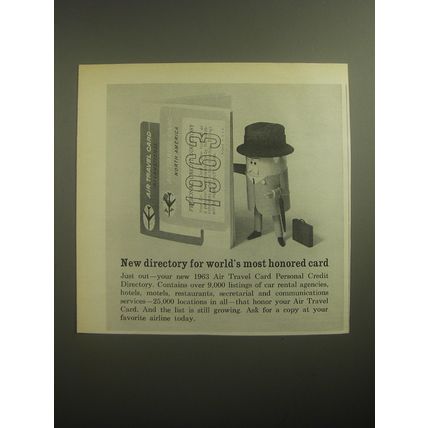 AIR TRAVEL CARD
NORTH AMERICA
1963
New directory for world's most honored card
Just out—your new 1963 Air Travel Card Personal Credit
Directory. Contains over 9,000 listings of car rental agencies,
hotels, motels, restaurants, secretarial and communications
services—25,000 locations in all—that honor your Air Travel
Card. And the list is still growing. Ask for a copy at your
favorite airline today.